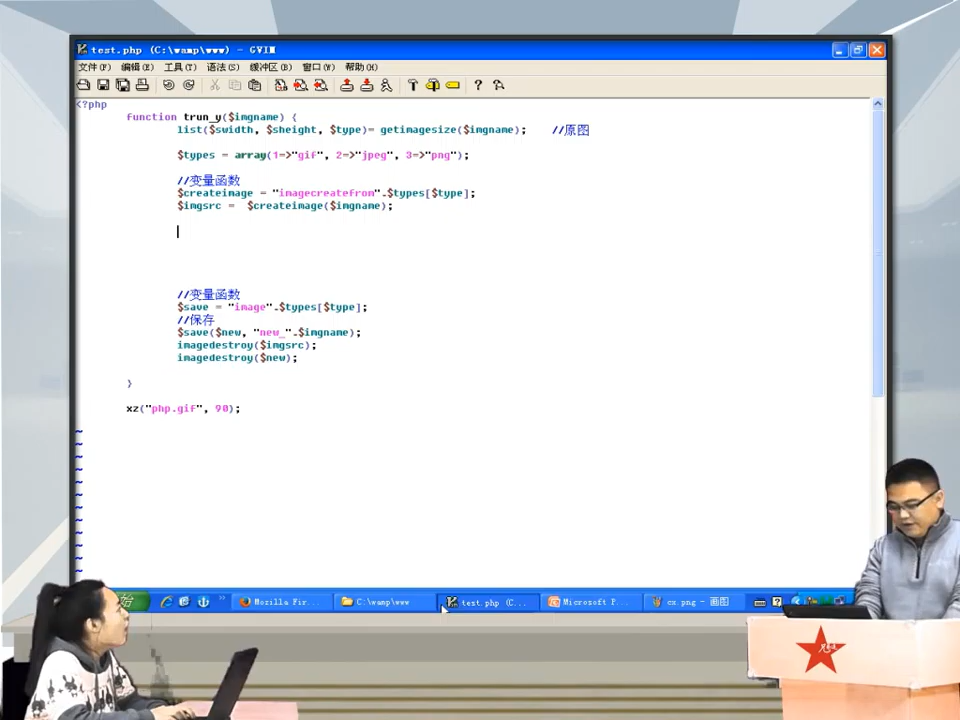 test.php (C:\wamp\www) - GVIM
文件(F) 编辑(E) 工具(T) 语法(S) 缓冲区(B) 窗口(W) 帮助(H)
<?php
function trun_y($imgname) {
list($swidth, $sheight, $type)= getimagesize($imgname); //原图
$types = array(1=>"gif", 2=>"jpeg", 3=>"png");
//变量函数
$createimage = "imagecreatefrom".$types[$type];
$imgsrc = $createimage($imgname);
//变量函数
$save = "image".$types[$type];
//保存
$save($new, "new_".$imgname);
imagedestroy($imgsrc);
imagedestroy($new);
}
xz("php.gif", 90);
~
~
~
~
~
~
~
~
~
~
~
~
Mozilla Fir... C:\wamp\www test.php (C... Microsoft P... cx.png - 画图